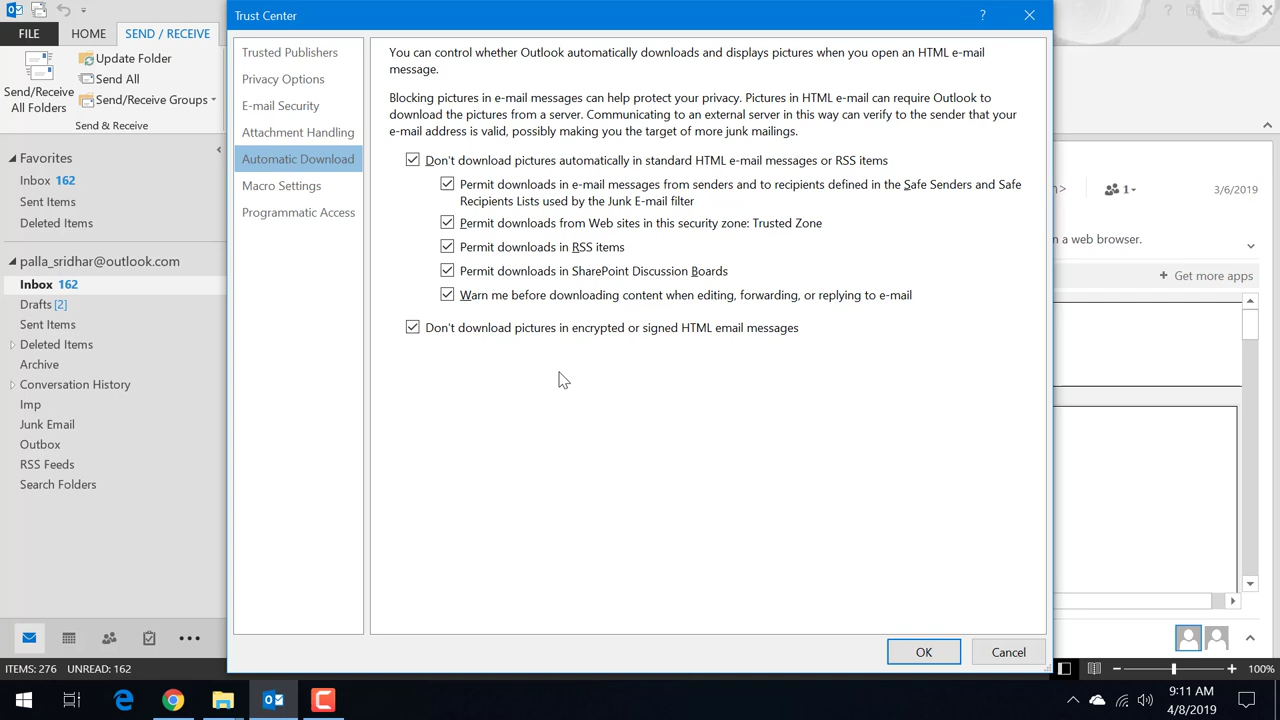 Trust Center
?
FILE
HOME
SEND / RECEIVE
Send/Receive
All Folders
Update Folder
Send All
Send/Receive Groups
Send & Receive
Favorites
Inbox 162
Sent Items
Deleted Items
palla_sridhar@outlook.com
Inbox 162
Drafts [2]
Sent Items
Deleted Items
Archive
Conversation History
Imp
Junk Email
Outbox
RSS Feeds
Search Folders
Trusted Publishers
Privacy Options
E-mail Security
Attachment Handling
Automatic Download
Macro Settings
Programmatic Access
You can control whether Outlook automatically downloads and displays pictures when you open an HTML e-mail
message.
Blocking pictures in e-mail messages can help protect your privacy. Pictures in HTML e-mail can require Outlook to
download the pictures from a server. Communicating to an external server in this way can verify to the sender that your
e-mail address is valid, possibly making you the target of more junk mailings.
Don't download pictures automatically in standard HTML e-mail messages or RSS items
Permit downloads in e-mail messages from senders and to recipients defined in the Safe Senders and Safe
Recipients Lists used by the Junk E-mail filter
Permit downloads from Web sites in this security zone: Trusted Zone
Permit downloads in RSS items
Permit downloads in SharePoint Discussion Boards
Warn me before downloading content when editing, forwarding, or replying to e-mail
Don't download pictures in encrypted or signed HTML email messages
OK
Cancel
?
> 1 3/6/2019
n a web browser.
+ Get more apps
ITEMS: 276 UNREAD: 162
100%
9:11 AM
4/8/2019